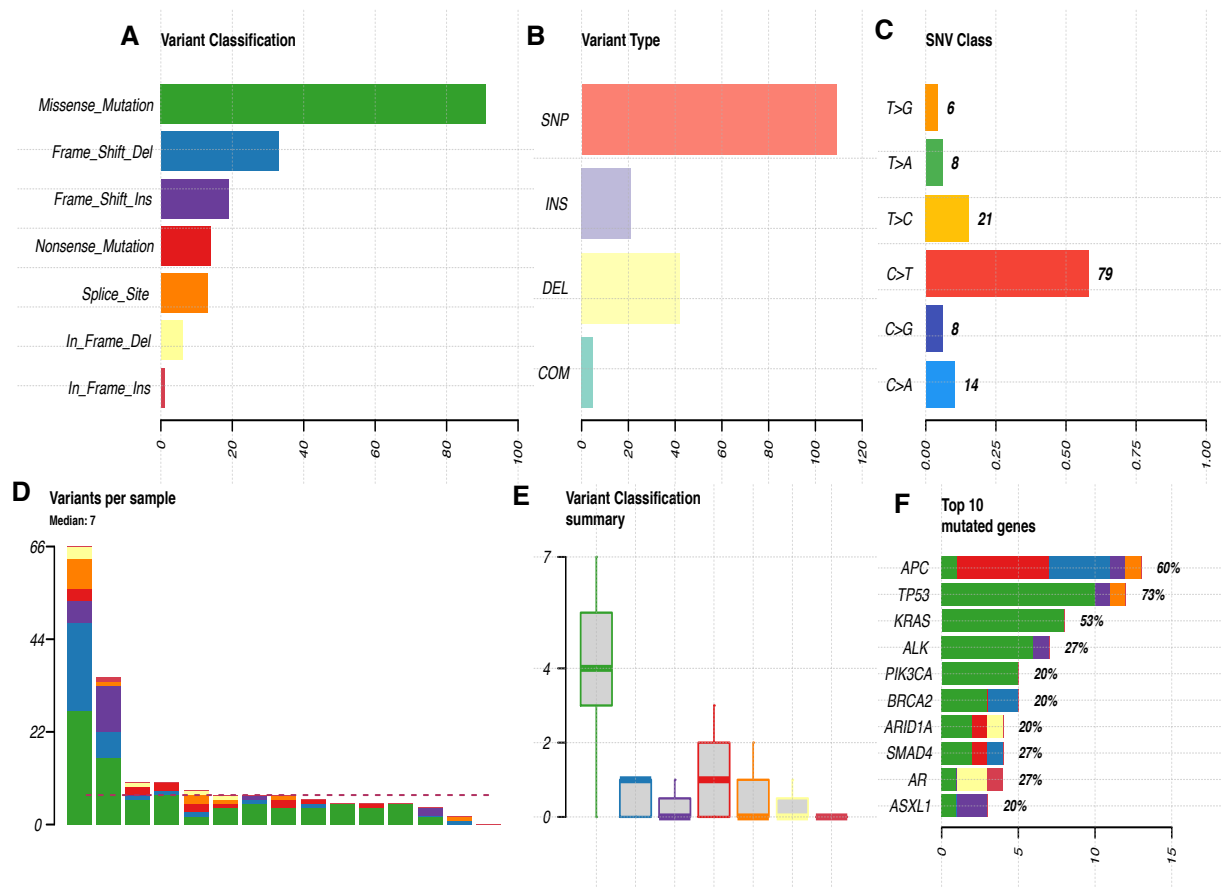 A Variant Classification
Missense_Mutation
Frame_Shift_Del
Frame_Shift_Ins
Nonsense_Mutation
Splice_Site
In_Frame_Del
In_Frame_Ins
0 20 40 60 80 100
B Variant Type
SNP
INS
DEL
COM
0 20 40 60 80 100 120
C SNV Class
T>G 6
T>A 8
T>C 21
C>T 79
C>G 8
C>A 14
0.00 0.25 0.50 0.75 1.00
D Variants per sample
Median: 7
66
44
22
0
E Variant Classification
summary
7
4
2
0
F Top 10
mutated genes
APC 60%
TP53 73%
KRAS 53%
ALK 27%
PIK3CA 20%
BRCA2 20%
ARID1A 20%
SMAD4 27%
AR 27%
ASXL1 20%
0 5 10 15